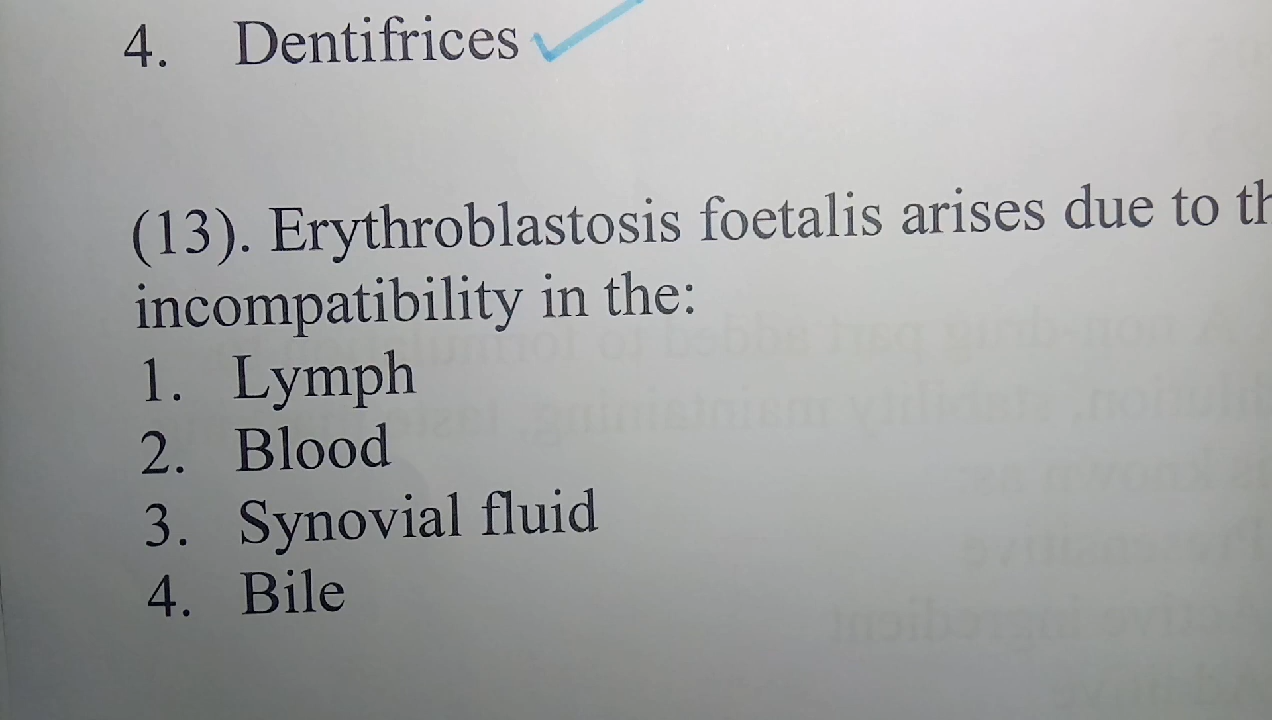 4. Dentifrices
(13). Erythroblastosis foetalis arises due to
incompatibility in the:
1. Lymph
2. Blood
3. Synovial fluid
4. Bile